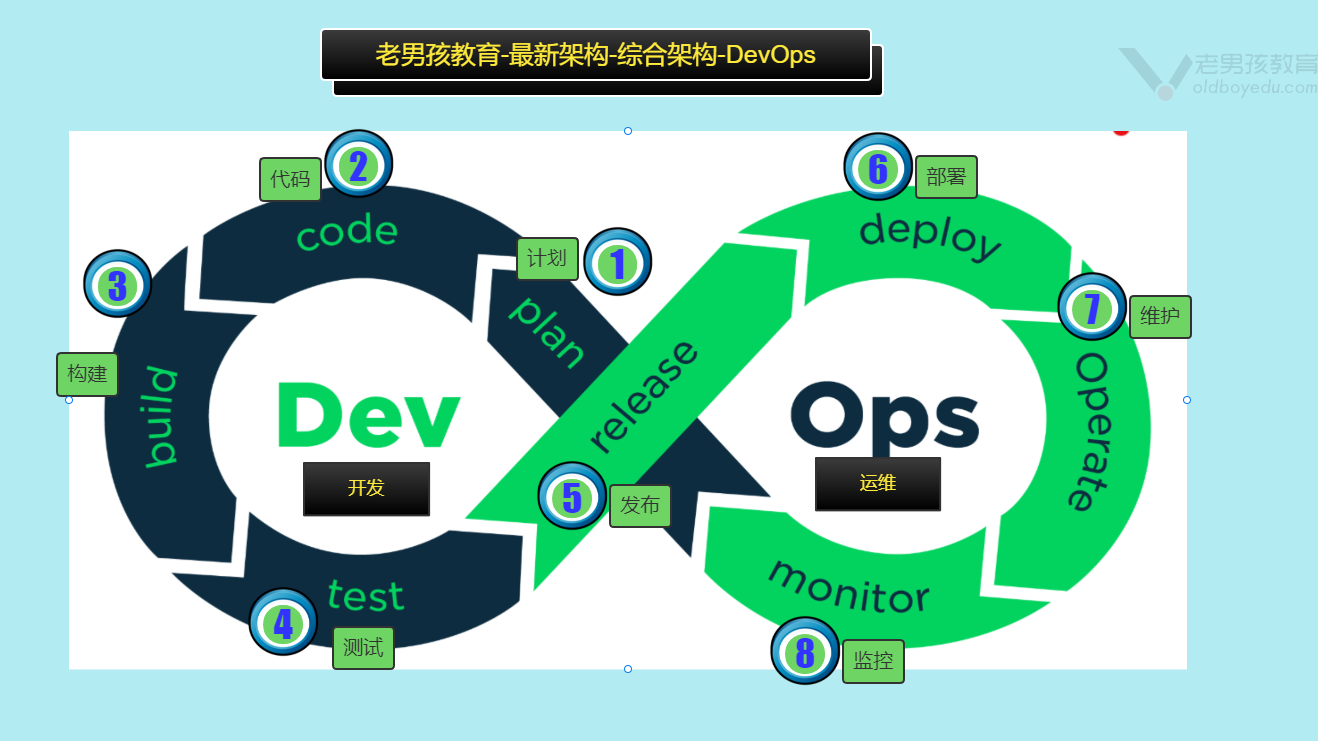 老男孩教育-最新架构-综合架构-DevOps
老男孩教育
oldboyedu.com
2
代码
code
6
部署
deploy
1
计划
plan
3
构建
build
7
维护
Operate
release
Dev
开发
Ops
运维
5
发布
test
4
测试
monitor
8
监控